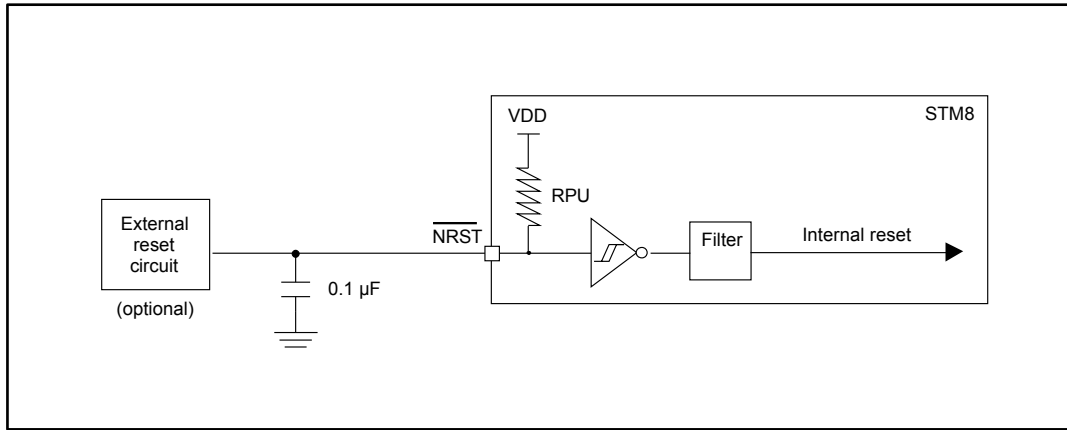 STM8
VDD
RPU
External
reset
circuit
(optional)
0.1 µF
NRST
Filter
Internal reset